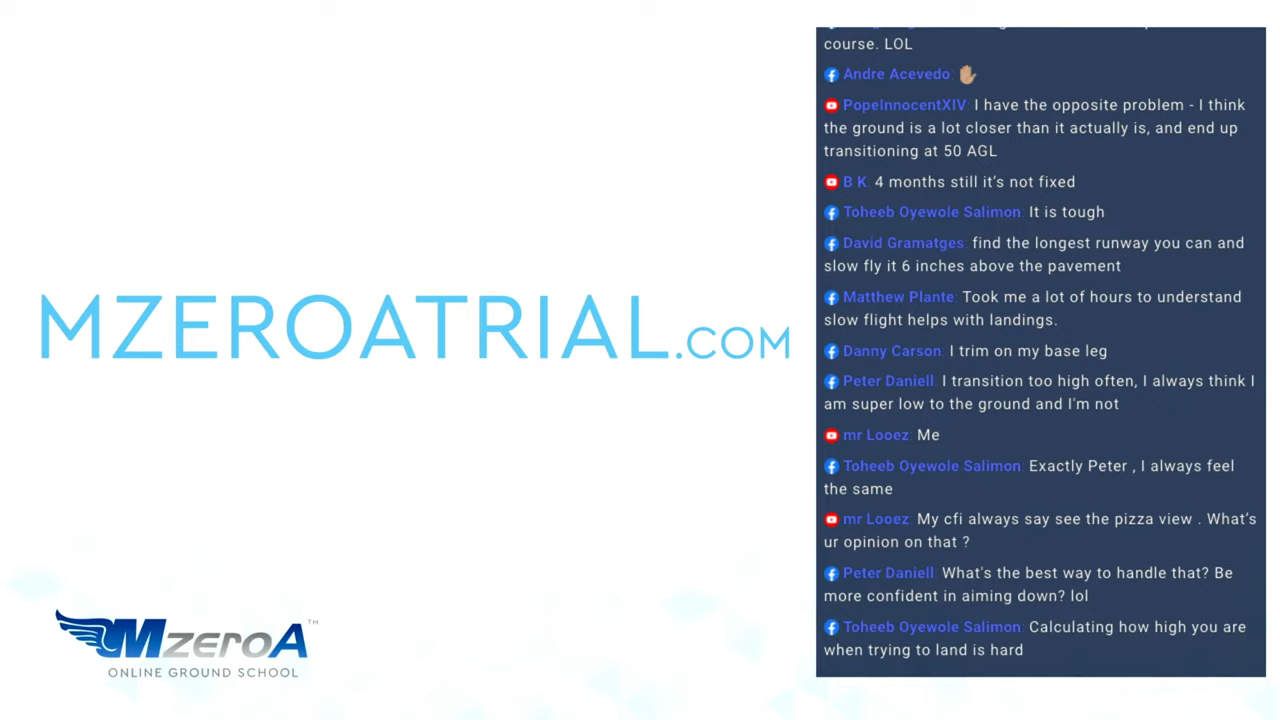 MZEROATRIAL.COM
MzeroA™
ONLINE GROUND SCHOOL
course. LOL
Andre Acevedo:
PopeInnocentXIV: I have the opposite problem - I think
the ground is a lot closer than it actually is, and end up
transitioning at 50 AGL
B K: 4 months still it’s not fixed
Toheeb Oyewole Salimon: It is tough
David Gramatges: find the longest runway you can and
slow fly it 6 inches above the pavement
Matthew Plante: Took me a lot of hours to understand
slow flight helps with landings.
Danny Carson: I trim on my base leg
Peter Daniell: I transition too high often, I always think I
am super low to the ground and I'm not
mr Looez: Me
Toheeb Oyewole Salimon: Exactly Peter , I always feel
the same
mr Looez: My cfi always say see the pizza view . What’s
ur opinion on that ?
Peter Daniell: What's the best way to handle that? Be
more confident in aiming down? lol
Toheeb Oyewole Salimon: Calculating how high you are
when trying to land is hard